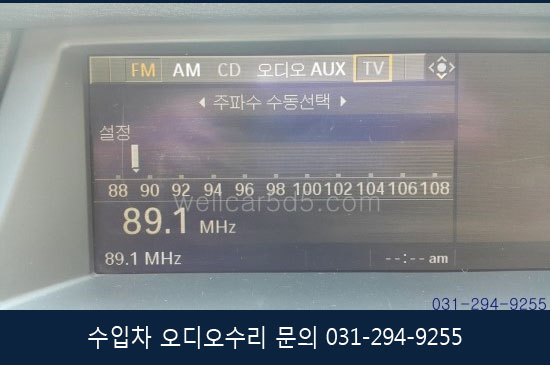 FM AM CD 오디오 AUX TV
주파수 수동선택
설정
88 90 92 94 96 98 100 102 104 106 108
wellcar5d5.com
89.1 MHz
89.1 MHz --:-- am
031-294-9255
수입차 오디오수리 문의 031-294-9255